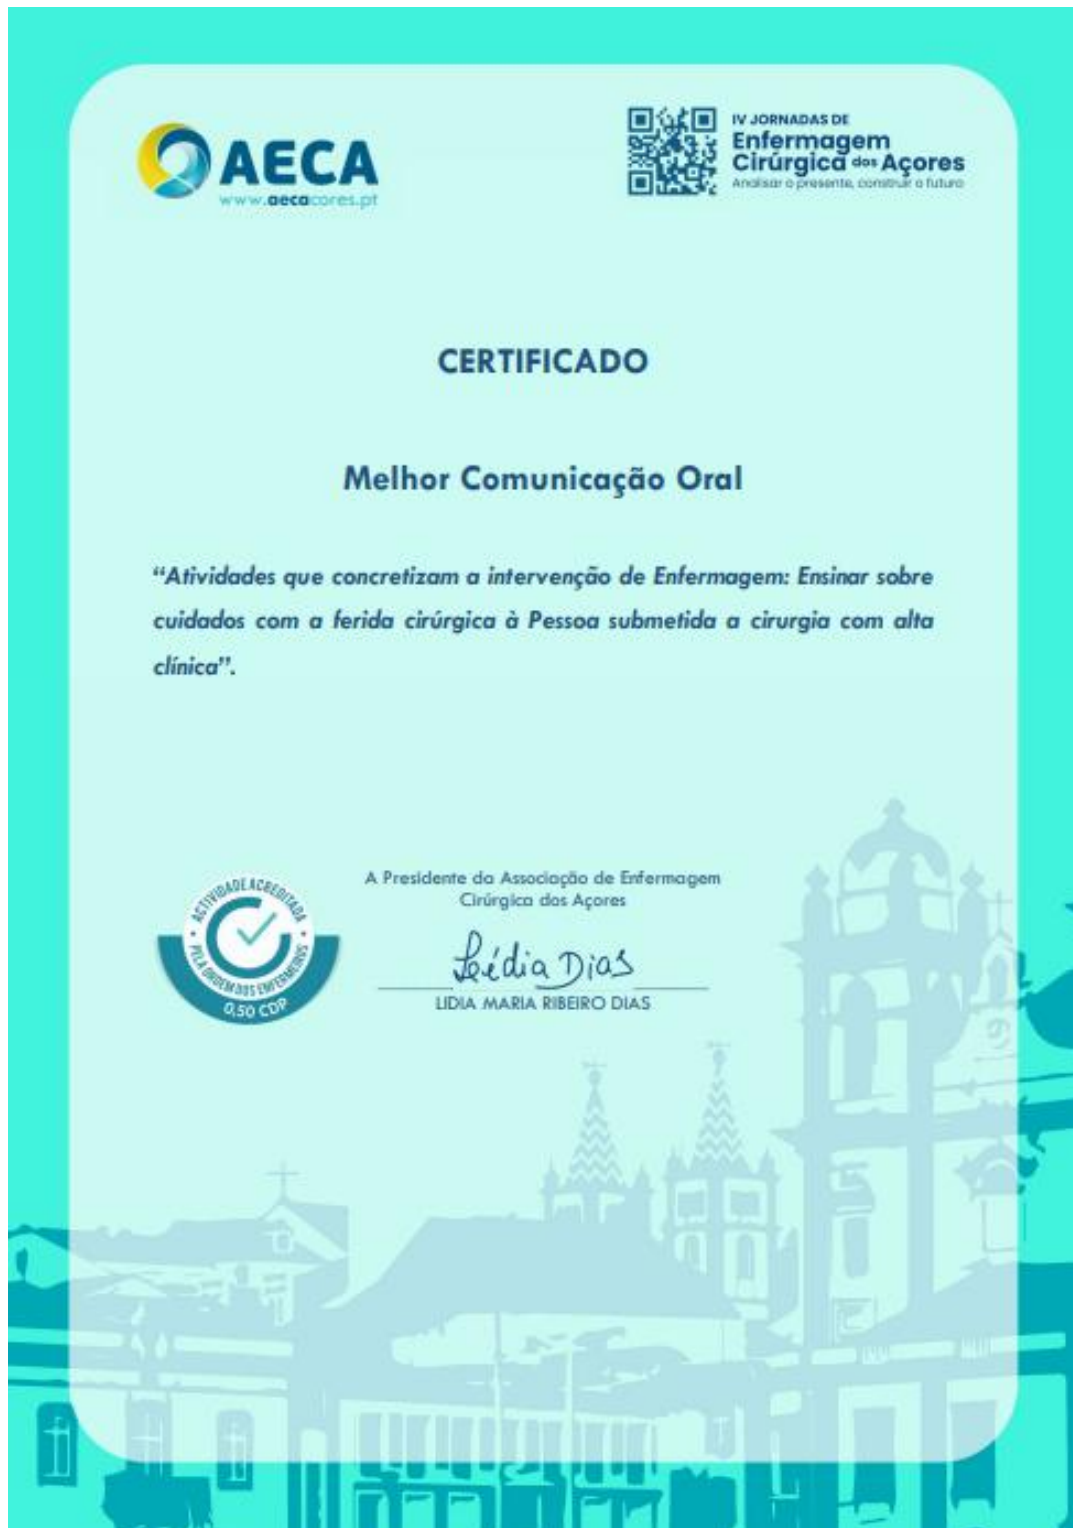 AECA
www.aecacores.pt
IV JORNADAS DE
Enfermagem
Cirúrgica dos Açores
Analisar o presente, construir o futuro
CERTIFICADO
Melhor Comunicação Oral
“Atividades que concretizam a intervenção de Enfermagem: Ensinar sobre
cuidados com a ferida cirúrgica à Pessoa submetida a cirurgia com alta
clínica”.
ACTIVIDADE ACREDITADA
PELA ORDEM DOS ENFERMEIROS
0,50 CDP
A Presidente da Associação de Enfermagem
Cirúrgica dos Açores
Lídia Dias
LIDIA MARIA RIBEIRO DIAS